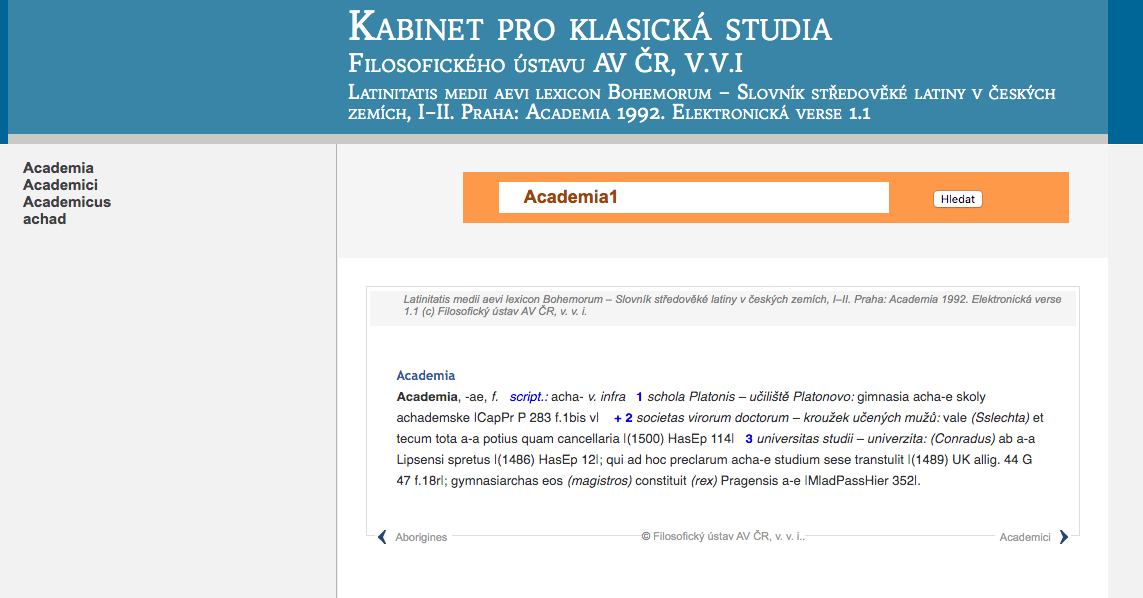 Kabinet pro klasická studia
Filosofického ústavu AV ČR, v.v.i
Latinitatis medii aevi lexicon Bohemorum – Slovník středověké latiny v českých
zemích, I–II. Praha: Academia 1992. Elektronická verse 1.1
Academia
Academici
Academicus
achad
Academia1
Hledat
Latinitatis medii aevi lexicon Bohemorum – Slovník středověké latiny v českých zemích, I–II. Praha: Academia 1992. Elektronická verse
1.1 (c) Filosofický ústav AV ČR, v. v. i.
Academia
Academia, -ae, f. script.: acha- v. infra 1 schola Platonis – učiliště Platonovo: gimnasia acha-e skoly
achademske |CapPr P 283 f.1bis v| + 2 societas virorum doctorum – kroužek učených mužů: vale (Sslechta) et
tecum tota a-a potius quam cancellaria |(1500) HasEp 114| 3 universitas studii – univerzita: (Conradus) ab a-a
Lipsensi spretus |(1486) HasEp 12|; qui ad hoc preclarum acha-e studium sese transtulit |(1489) UK allig. 44 G
47 f.18r|; gymnasiarchas eos (magistros) constituit (rex) Pragensis a-e |MladPassHier 352|.
Aborigines
© Filosofický ústav AV ČR, v. v. i..
Academici